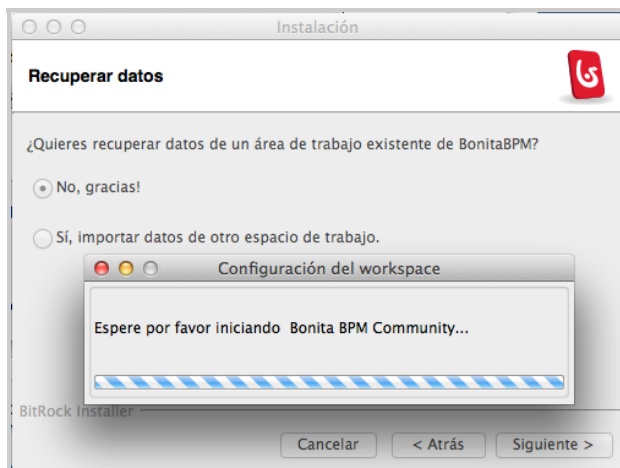 Instalación
Recuperar datos
¿Quieres recuperar datos de un área de trabajo existente de BonitaBPM?
No, gracias!
Sí, importar datos de otro espacio de trabajo.
Configuración del workspace
Espere por favor iniciando Bonita BPM Community...
BitRock Installer
Cancelar
< Atrás
Siguiente >